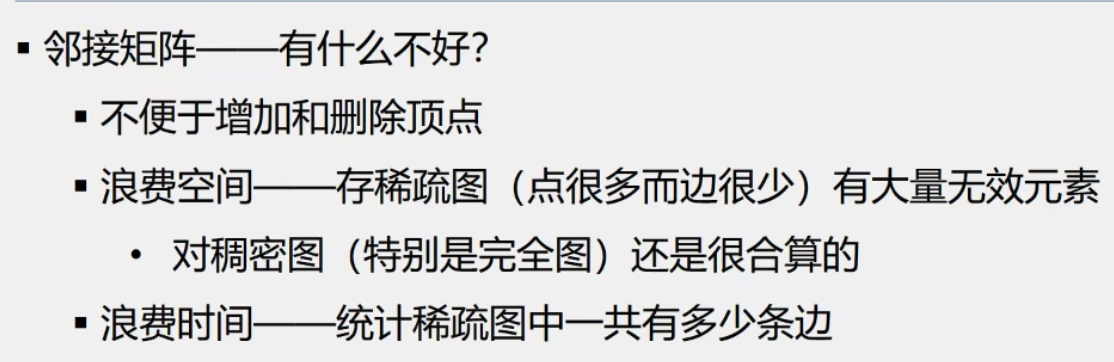 ▪ 邻接矩阵——有什么不好?
▪ 不便于增加和删除顶点
▪ 浪费空间——存稀疏图（点很多而边很少）有大量无效元素
• 对稠密图（特别是完全图）还是很合算的
▪ 浪费时间——统计稀疏图中一共有多少条边